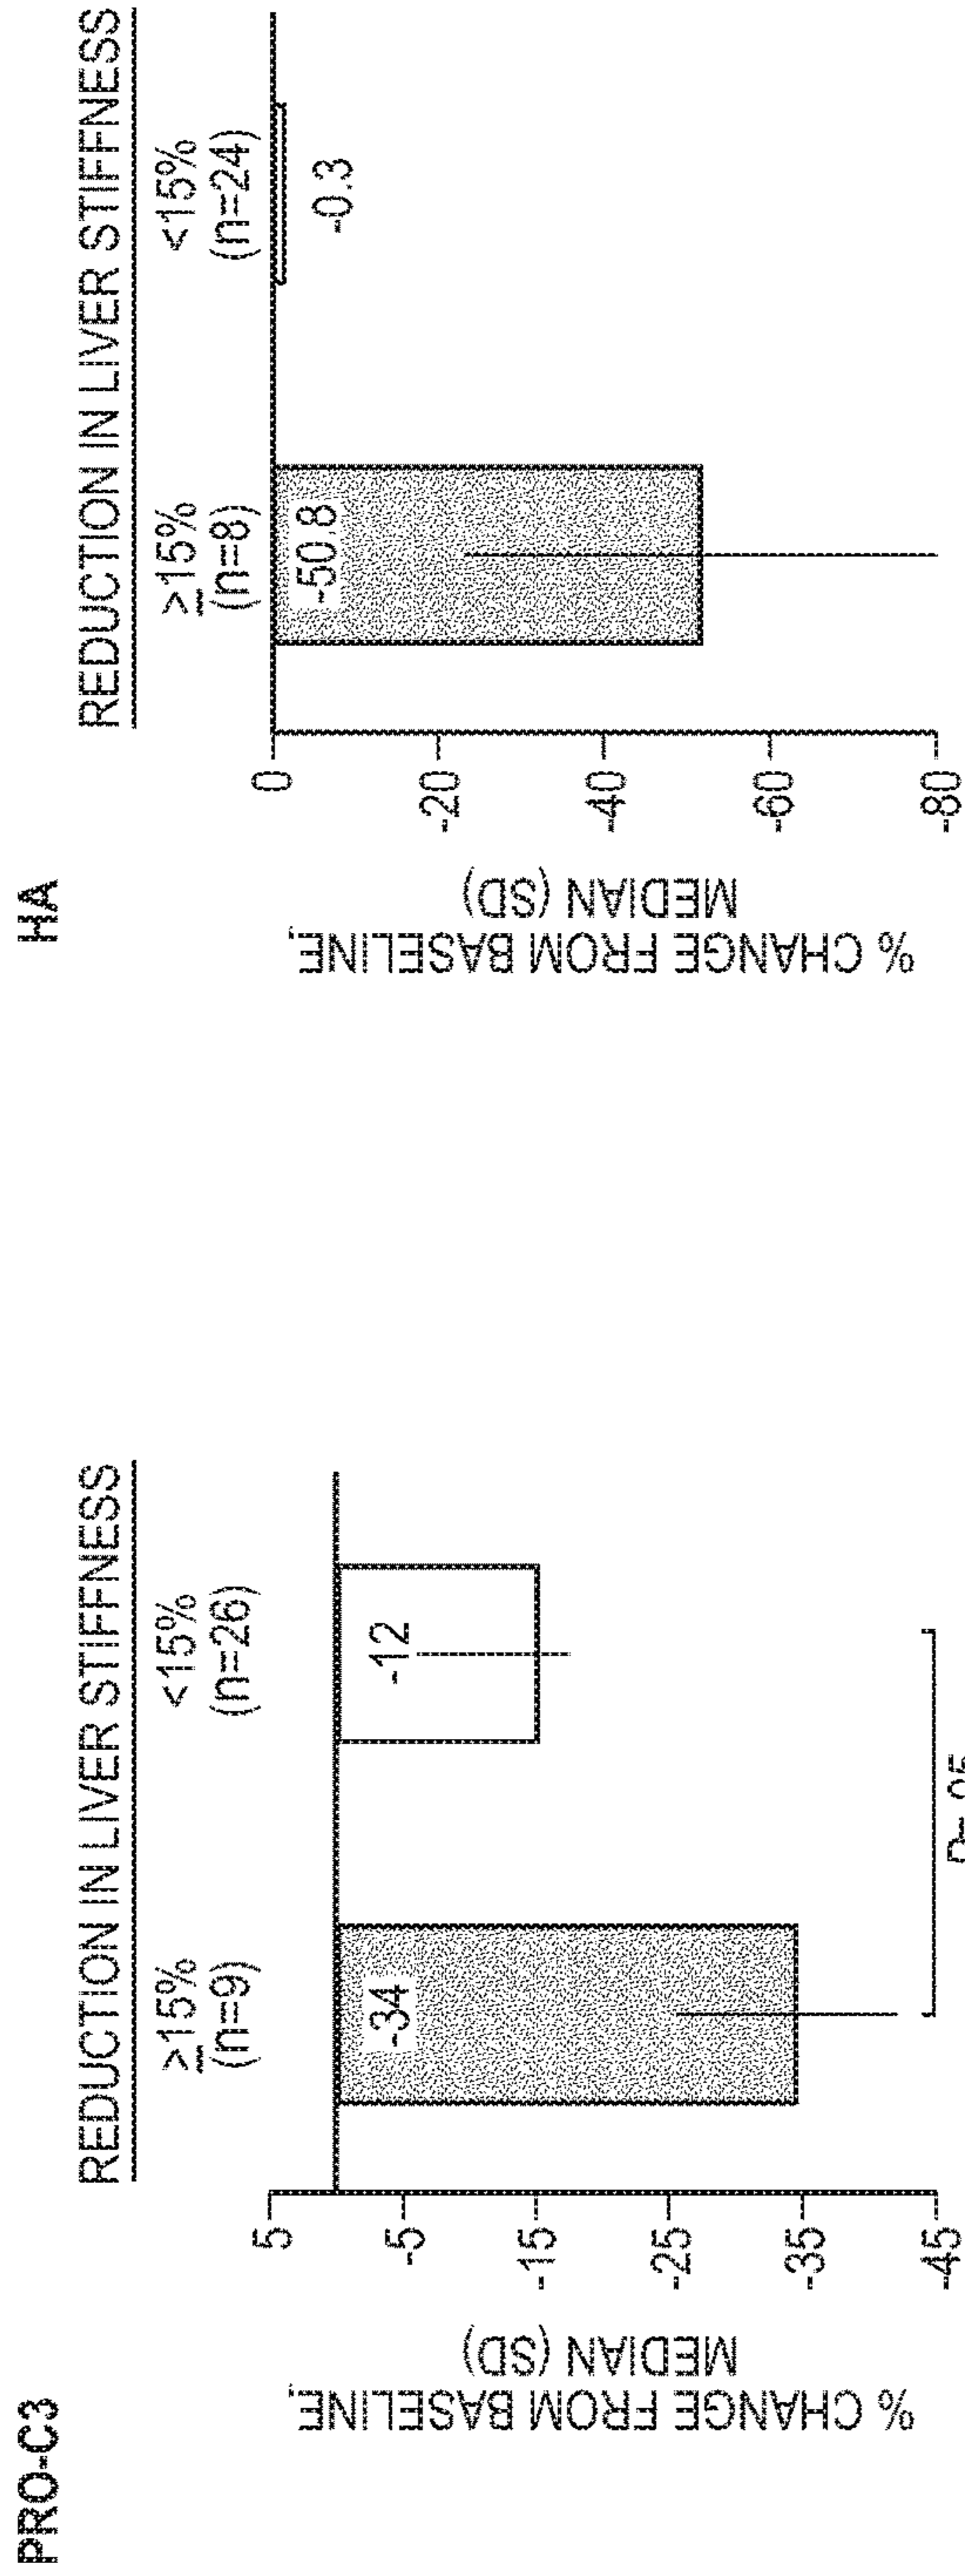 PRO-C3
REDUCTION IN LIVER STIFFNESS
≥15%
(n=9)
<15%
(n=26)
% CHANGE FROM BASELINE,
MEDIAN (SD)
5
-5
-15
-25
-35
-45
-34
-12
HA
REDUCTION IN LIVER STIFFNESS
≥15%
(n=8)
<15%
(n=24)
% CHANGE FROM BASELINE,
MEDIAN (SD)
0
-20
-40
-60
-80
-50.8
-0.3